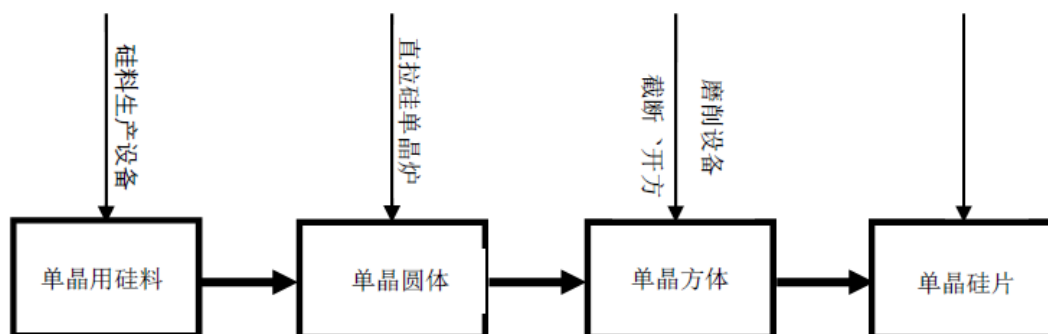 硅料生产设备
直拉硅单晶炉
截断、开方
磨削设备
单晶用硅料
单晶圆体
单晶方体
单晶硅片